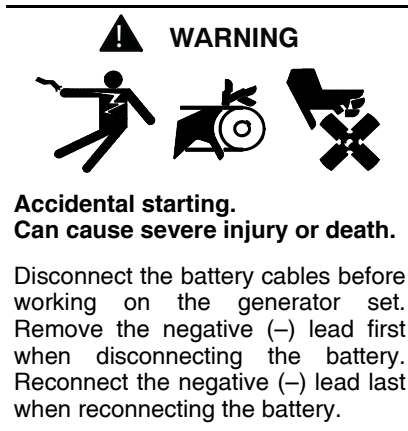 WARNING
Accidental starting.
Can cause severe injury or death.
Disconnect the battery cables before
working on the generator set.
Remove the negative (–) lead first
when disconnecting the battery.
Reconnect the negative (–) lead last
when reconnecting the battery.